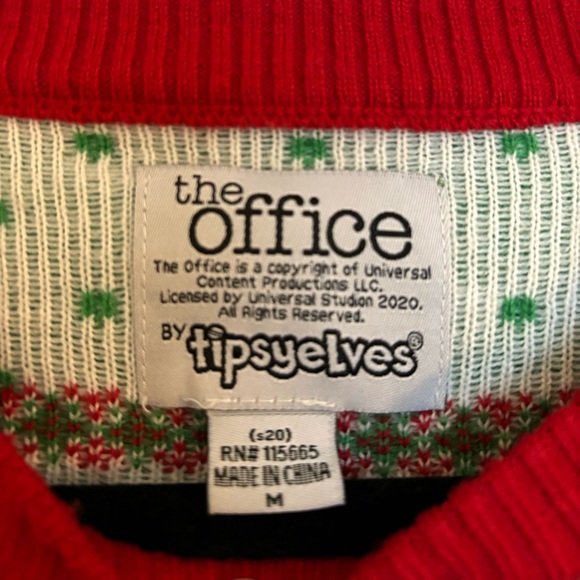 the
office
The Office is a copyright of Universal
Content Productions LLC.
Licensed by Universal Studion 2020.
All Rights Reserved.
BY tipsyelves®
(s20)
RN# 115665
MADE IN CHINA
M